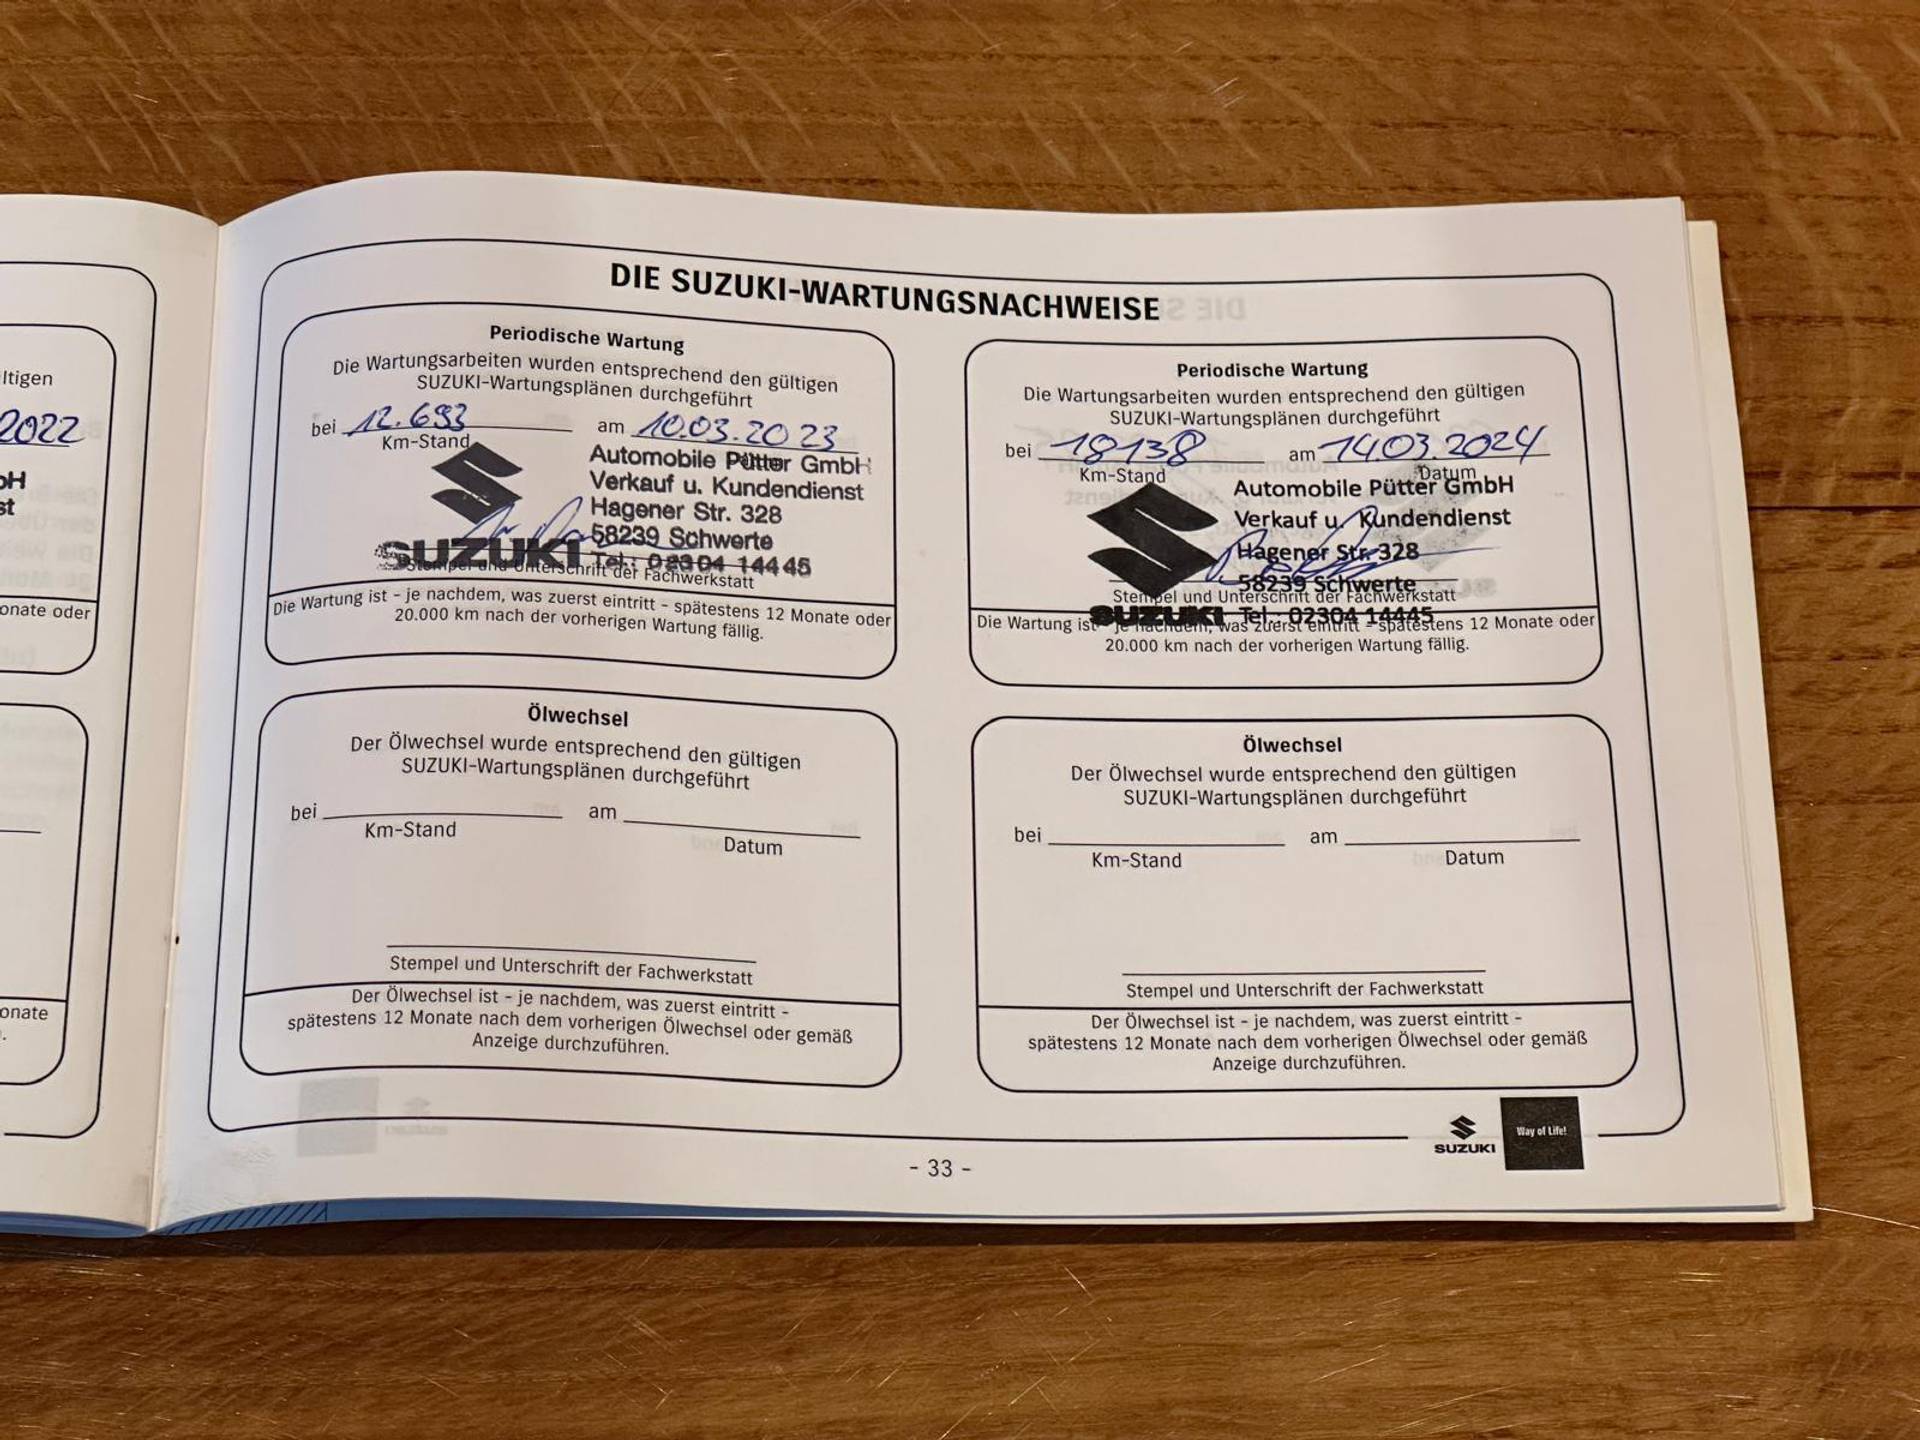 ltigen
2022
bH
st
onate oder
onate
DIE SUZUKI-WARTUNGSNACHWEISE
Periodische Wartung
Die Wartungsarbeiten wurden entsprechend den gültigen
SUZUKI-Wartungsplänen durchgeführt
bei 12.693 am 10.03.2023
Km-Stand
Automobile Pütter GmbH
Verkauf u. Kundendienst
Hagener Str. 328
58239 Schwerte
SUZUKI Tel.: 02304 14445
Stempel und Unterschrift der Fachwerkstatt
Die Wartung ist - je nachdem, was zuerst eintritt - spätestens 12 Monate oder
20.000 km nach der vorherigen Wartung fällig.
Periodische Wartung
Die Wartungsarbeiten wurden entsprechend den gültigen
SUZUKI-Wartungsplänen durchgeführt
bei 18138 am 14.03.2024
Km-Stand Datum
Automobile Pütter GmbH
Verkauf u. Kundendienst
Hagener Str. 328
58239 Schwerte
Stempel und Unterschrift der Fachwerkstatt
SUZUKI Tel.: 02304 14445
Die Wartung ist - je nachdem, was zuerst eintritt - spätestens 12 Monate oder
20.000 km nach der vorherigen Wartung fällig.
Ölwechsel
Der Ölwechsel wurde entsprechend den gültigen
SUZUKI-Wartungsplänen durchgeführt
bei am
Km-Stand Datum
Stempel und Unterschrift der Fachwerkstatt
Der Ölwechsel ist - je nachdem, was zuerst eintritt -
spätestens 12 Monate nach dem vorherigen Ölwechsel oder gemäß
Anzeige durchzuführen.
Ölwechsel
Der Ölwechsel wurde entsprechend den gültigen
SUZUKI-Wartungsplänen durchgeführt
bei am
Km-Stand Datum
Stempel und Unterschrift der Fachwerkstatt
Der Ölwechsel ist - je nachdem, was zuerst eintritt -
spätestens 12 Monate nach dem vorherigen Ölwechsel oder gemäß
Anzeige durchzuführen.
SUZUKI
Way of Life!
- 33 -